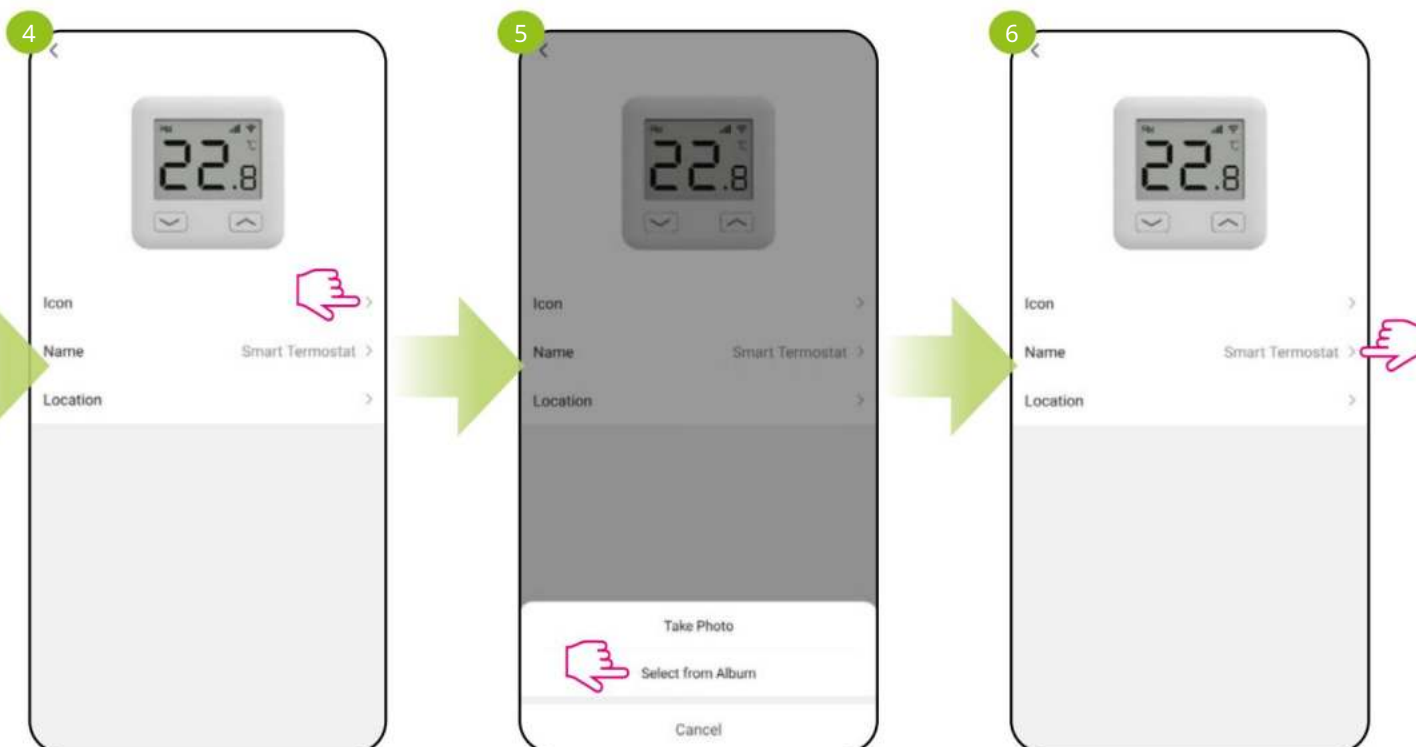 4
22.8
°C
Icon
Name Smart Termostat
Location
5
22.8
°C
Icon
Name Smart Termostat
Location
Take Photo
Select from Album
Cancel
6
22.8
°C
Icon
Name Smart Termostat
Location